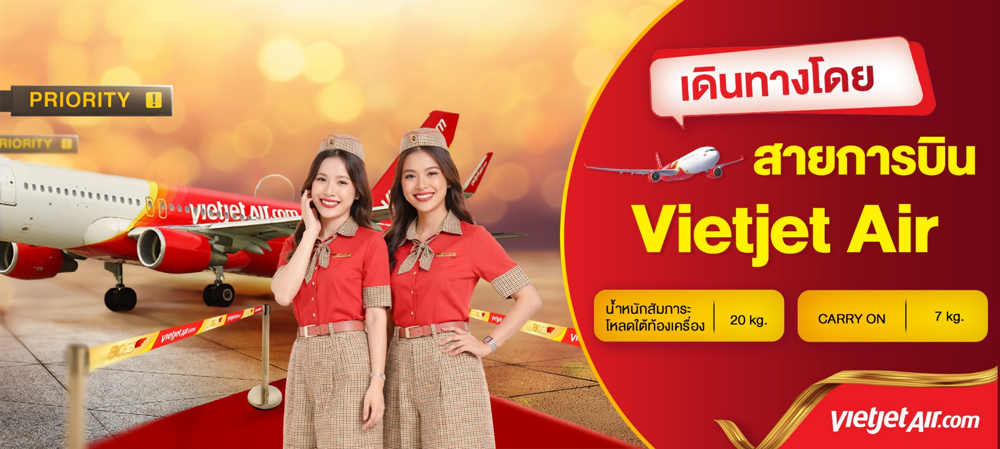 PRIORITY !
RIORITY !
vietjetAir.com
เดินทางโดย
สายการบิน
Vietjet Air
น้ำหนักสัมภาระ
โหลดใต้ท้องเครื่อง
20 kg.
CARRY ON
7 kg.
vietjetAir.com
vietjetAir.com